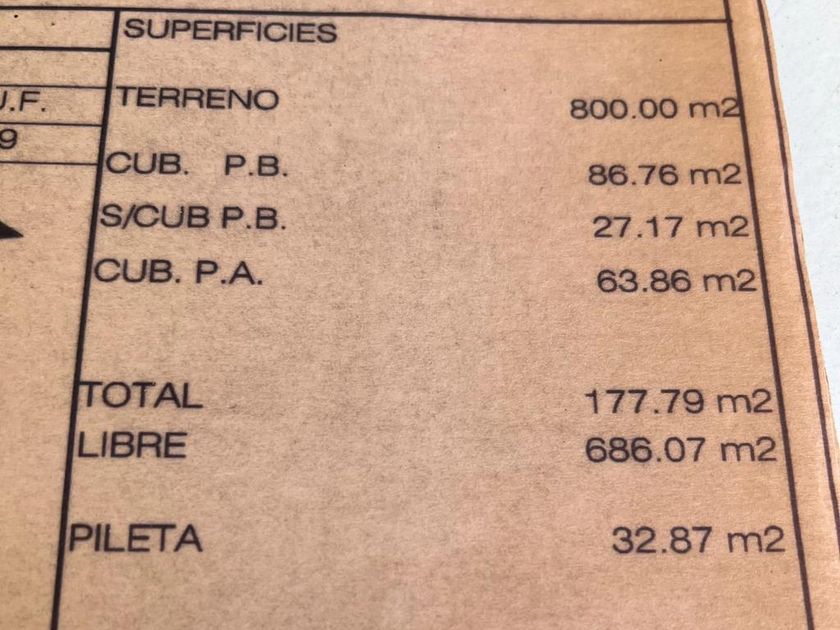 SUPERFICIES
U.F.
TERRENO 800.00 m2
9
CUB. P.B. 86.76 m2
S/CUB P.B. 27.17 m2
CUB. P.A. 63.86 m2
TOTAL 177.79 m2
LIBRE 686.07 m2
PILETA 32.87 m2